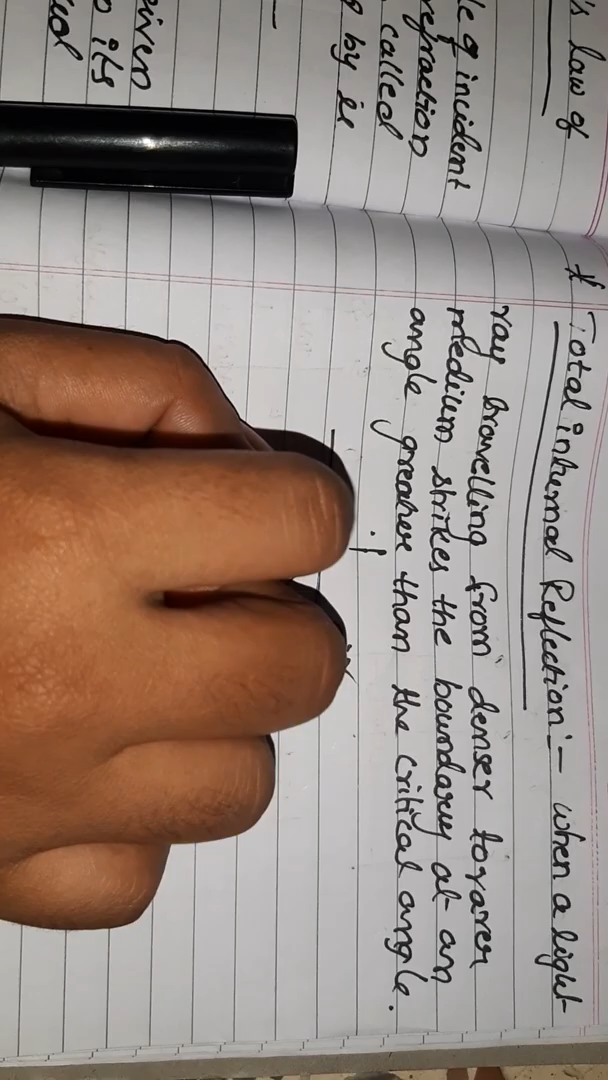 's law of
le of incident
refraction
called
g by is
given
o its
* Total internal Reflection :- when a light
ray travelling from denser to rarer
medium strikes the boundary at an
angle greater than the critical angle.